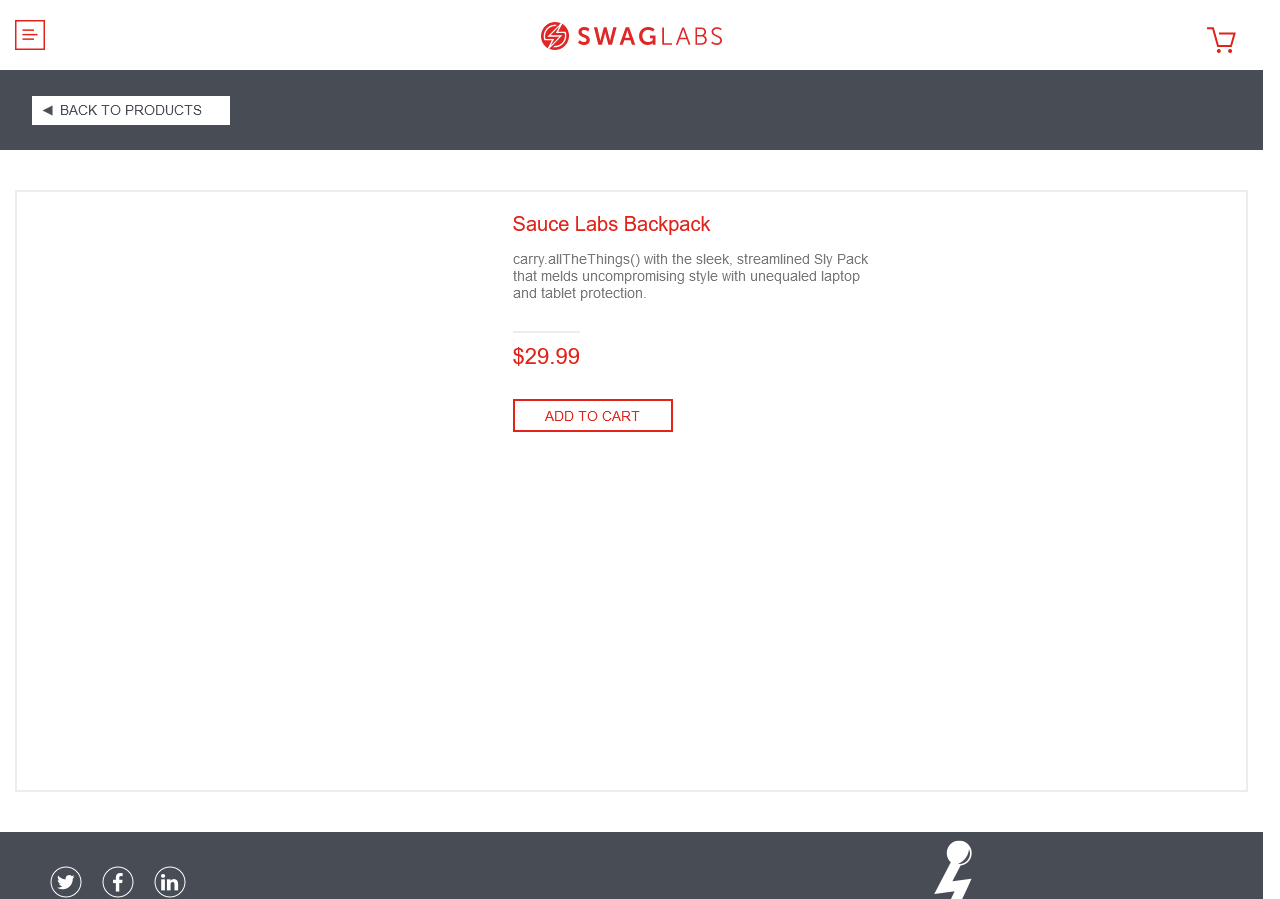 SWAGLABS
BACK TO PRODUCTS
Sauce Labs Backpack
carry.allTheThings() with the sleek, streamlined Sly Pack
that melds uncompromising style with unequaled laptop
and tablet protection.
$29.99
ADD TO CART